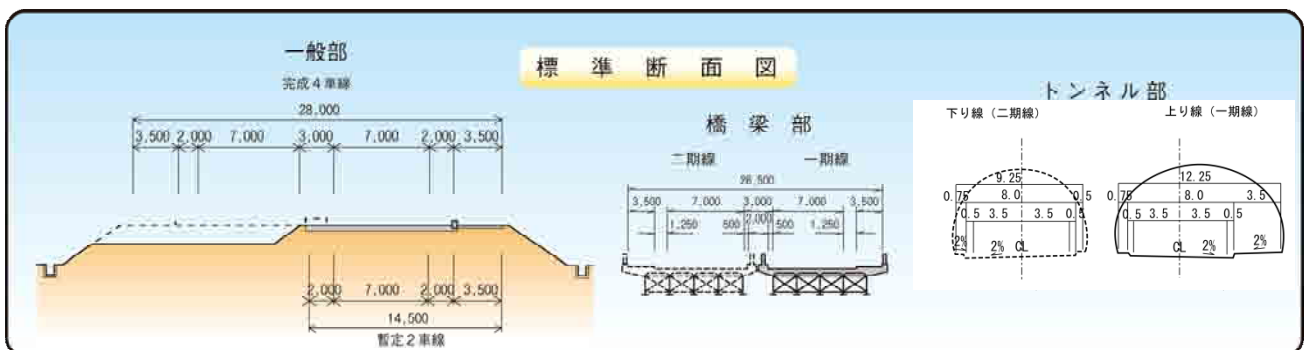 標準断面図
一般部
完成４車線
28,000
3,500 2,000 7,000 3,000 7,000 2,000 3,500
2,000 7,000 2,000 3,500
14,500
暫定２車線
橋梁部
二期線 一期線
26,500
3,500 7,000 3,000 7,000 3,500
2,000
1,250 500 500 1,250
トンネル部
下り線（二期線） 上り線（一期線）
9.25 12.25
0.75 8.0 0.5 8.0 3.5
0.5 3.5 3.5 0.5 0.5 3.5 3.5 0.5
2% 2% CL CL 2% 2%